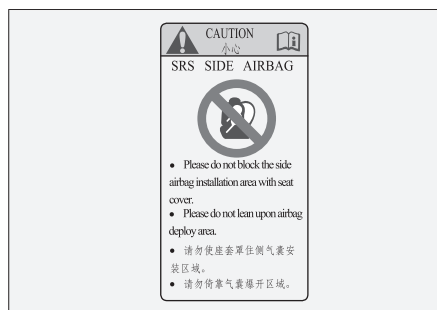 CAUTION
小心
SRS SIDE AIRBAG
● Please do not block the side
airbag installation area with seat
cover.
● Please do not lean upon airbag
deploy area.
● 请勿使座套罩住侧气囊安
装区域。
● 请勿倚靠气囊爆开区域。